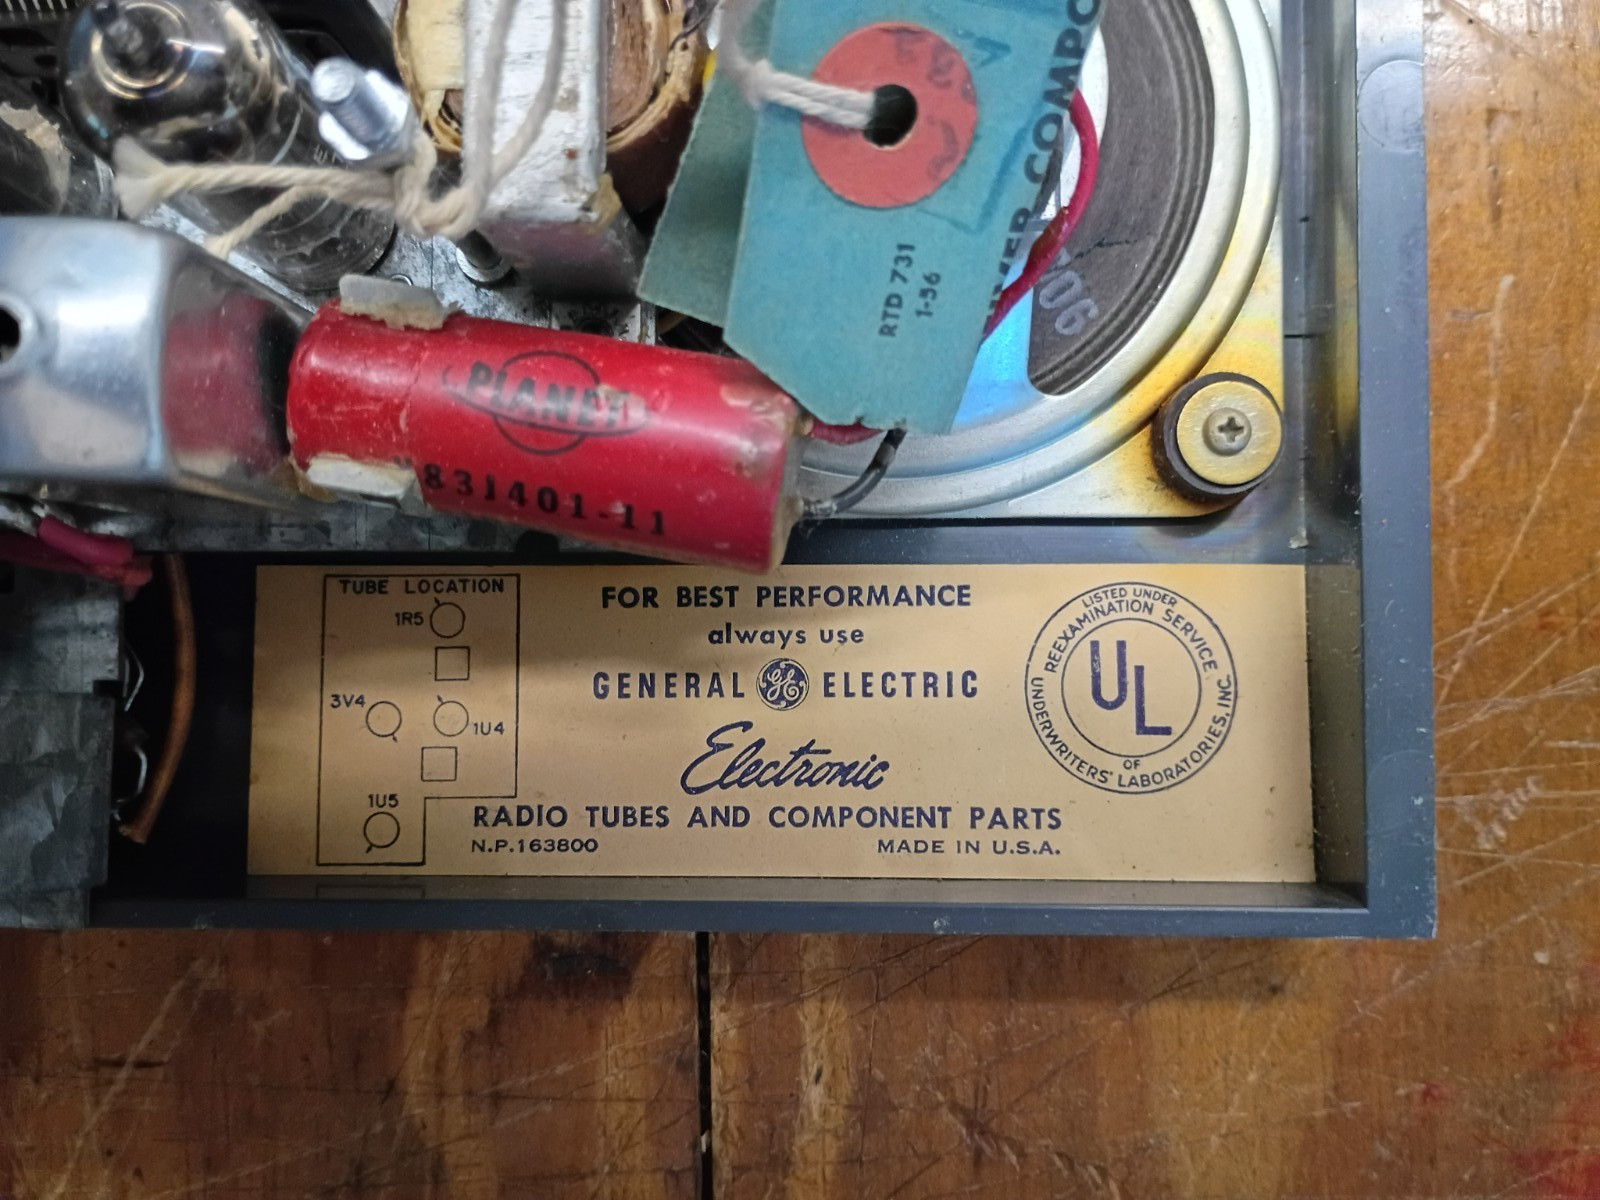 RTD 731
1-56
906
PLANET
831401-11
TUBE LOCATION
1R5
3V4
1U4
1U5
FOR BEST PERFORMANCE
always use
GENERAL GE ELECTRIC
Electronic
RADIO TUBES AND COMPONENT PARTS
N.P.163800
MADE IN U.S.A.
LISTED UNDER
REEXAMINATION SERVICE
UL
OF
UNDERWRITERS' LABORATORIES, INC.